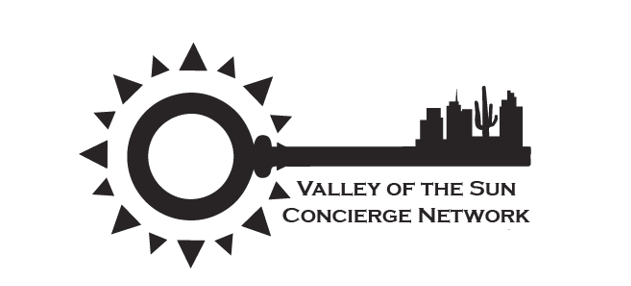 Valley of the Sun
Concierge Network